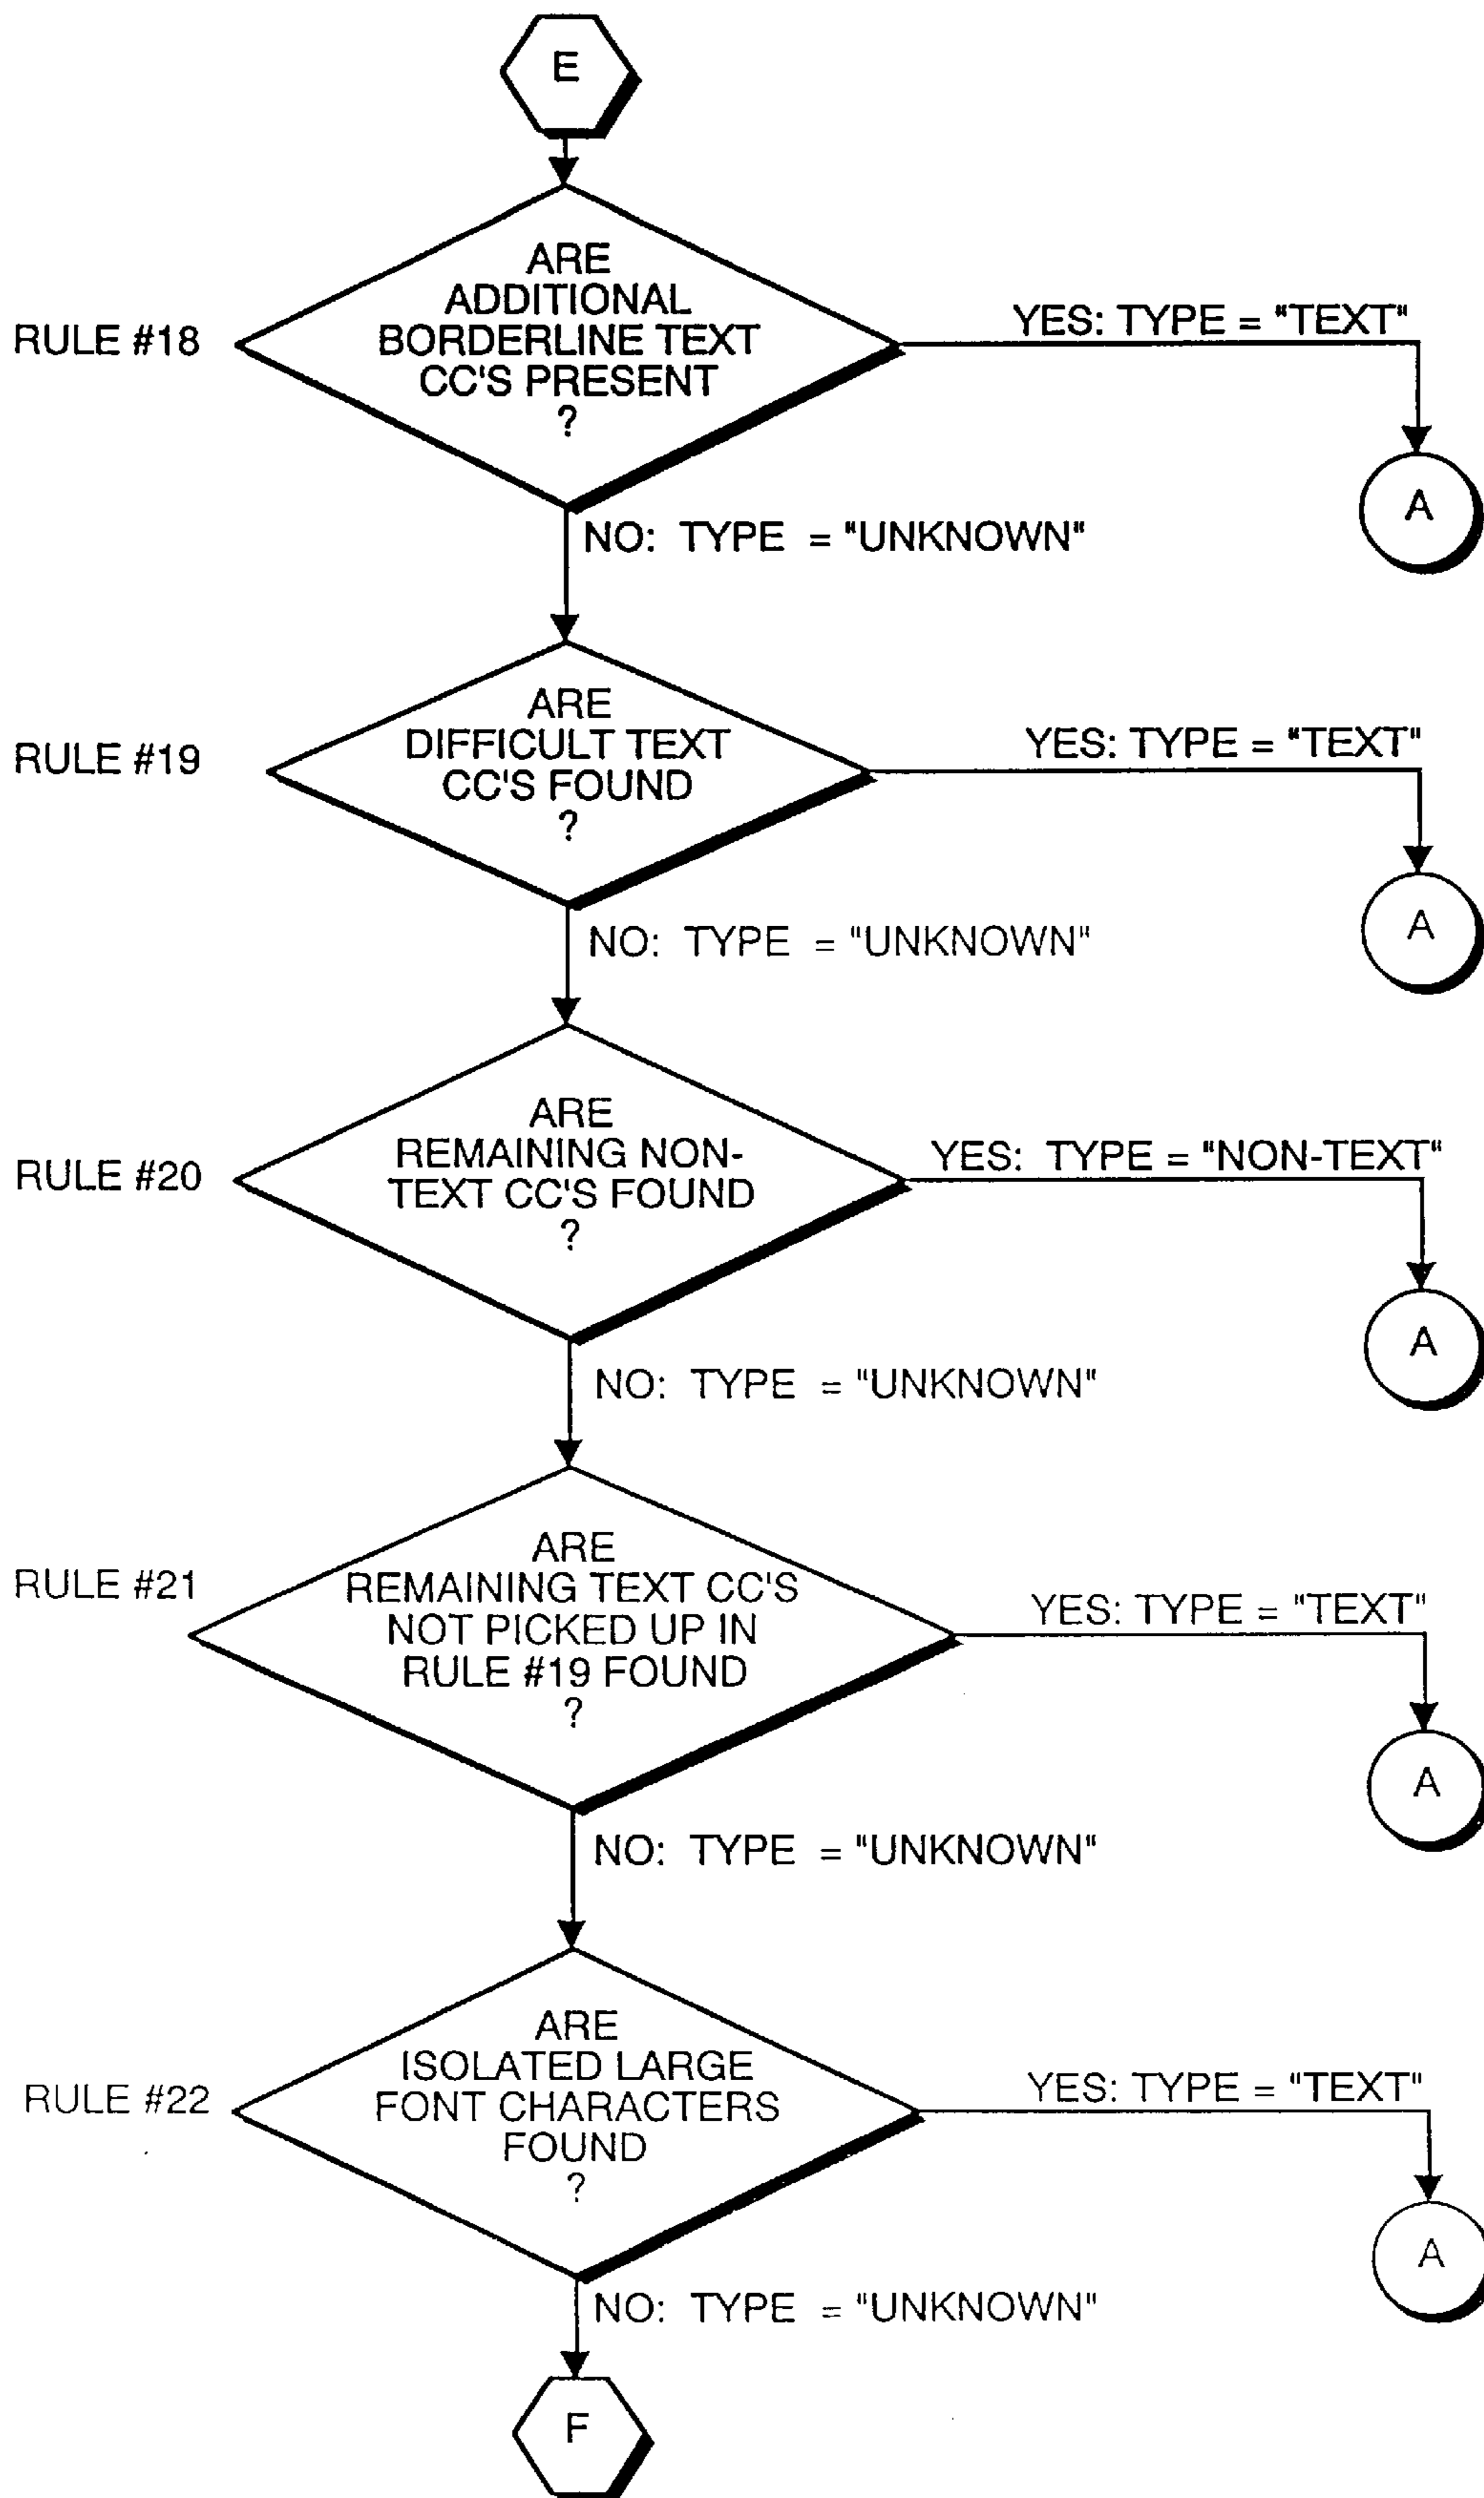 E
ARE
ADDITIONAL
BORDERLINE TEXT
CC'S PRESENT
?
RULE #18
YES: TYPE = "TEXT"
A
NO: TYPE = "UNKNOWN"
ARE
DIFFICULT TEXT
CC'S FOUND
?
RULE #19
YES: TYPE = "TEXT"
A
NO: TYPE = "UNKNOWN"
ARE
REMAINING NON-
TEXT CC'S FOUND
?
RULE #20
YES: TYPE = "NON-TEXT"
A
NO: TYPE = "UNKNOWN"
ARE
REMAINING TEXT CC'S
NOT PICKED UP IN
RULE #19 FOUND
?
RULE #21
YES: TYPE = "TEXT"
A
NO: TYPE = "UNKNOWN"
ARE
ISOLATED LARGE
FONT CHARACTERS
FOUND
?
RULE #22
YES: TYPE = "TEXT"
A
NO: TYPE = "UNKNOWN"
F